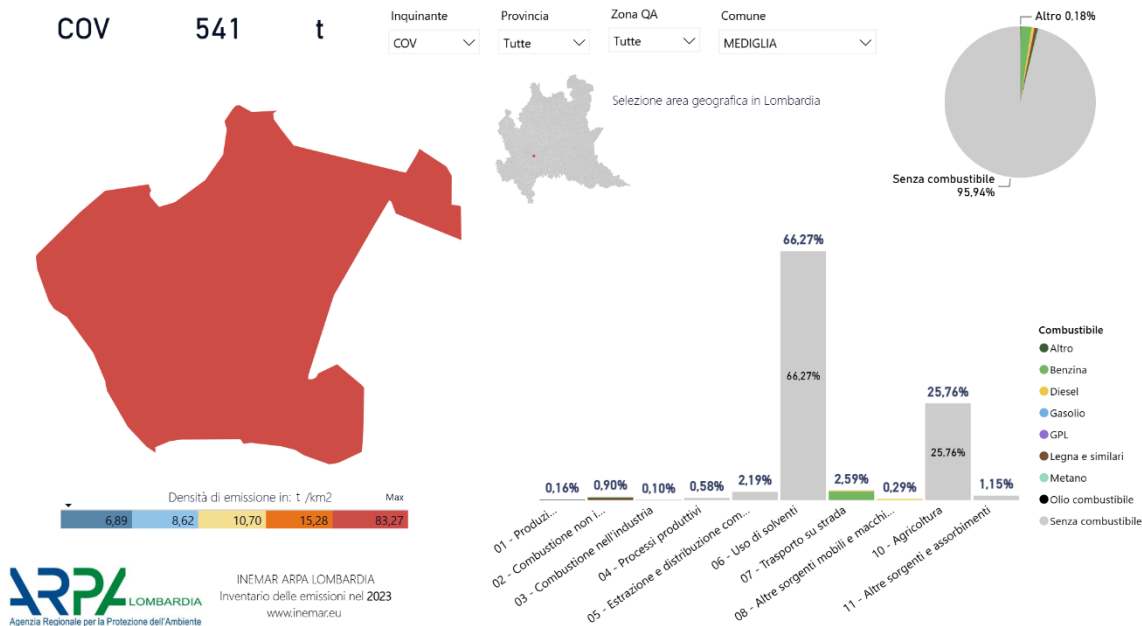 COV 541 t
Inquinante
COV
Provincia
Tutte
Zona QA
Tutte
Comune
MEDIGLIA
Selezione area geografica in Lombardia
Altro 0,18%
Senza combustibile
95,94%
66,27%
66,27%
25,76%
25,76%
0,16%
0,90%
0,10%
0,58%
2,19%
2,59%
0,29%
1,15%
01 - Produzi...
02 - Combustione non i...
03 - Combustione nell'industria
04 - Processi produttivi
05 - Estrazione e distribuzione com...
06 - Uso di solventi
07 - Trasporto su strada
08 - Altre sorgenti mobili e macchi...
10 - Agricoltura
11 - Altre sorgenti e assorbimenti
Combustibile
Altro
Benzina
Diesel
Gasolio
GPL
Legna e similari
Metano
Olio combustibile
Senza combustibile
Densità di emissione in: t /km2
Max
6,89 8,62 10,70 15,28 83,27
ARPA LOMBARDIA
Agenzia Regionale per la Protezione dell'Ambiente
INEMAR ARPA LOMBARDIA
Inventario delle emissioni nel 2023
www.inemar.eu